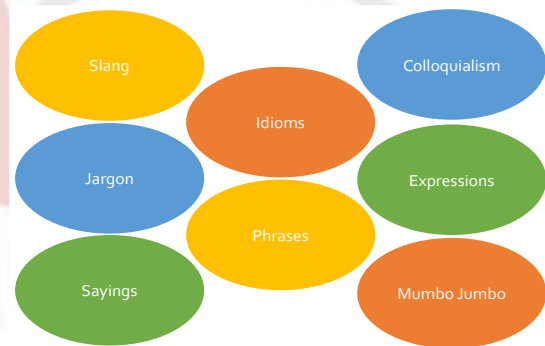 Slang
Colloquialism
Idioms
Jargon
Expressions
Phrases
Sayings
Mumbo Jumbo